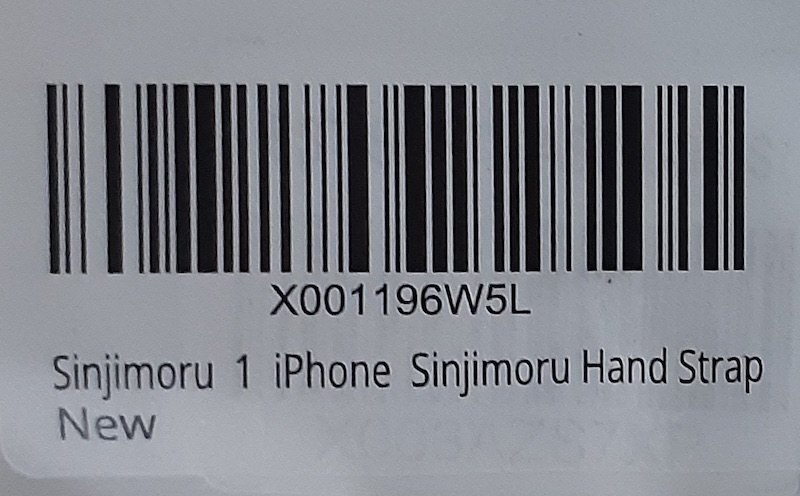 X001196W5L
Sinjimoru 1 iPhone Sinjimoru Hand Strap
New